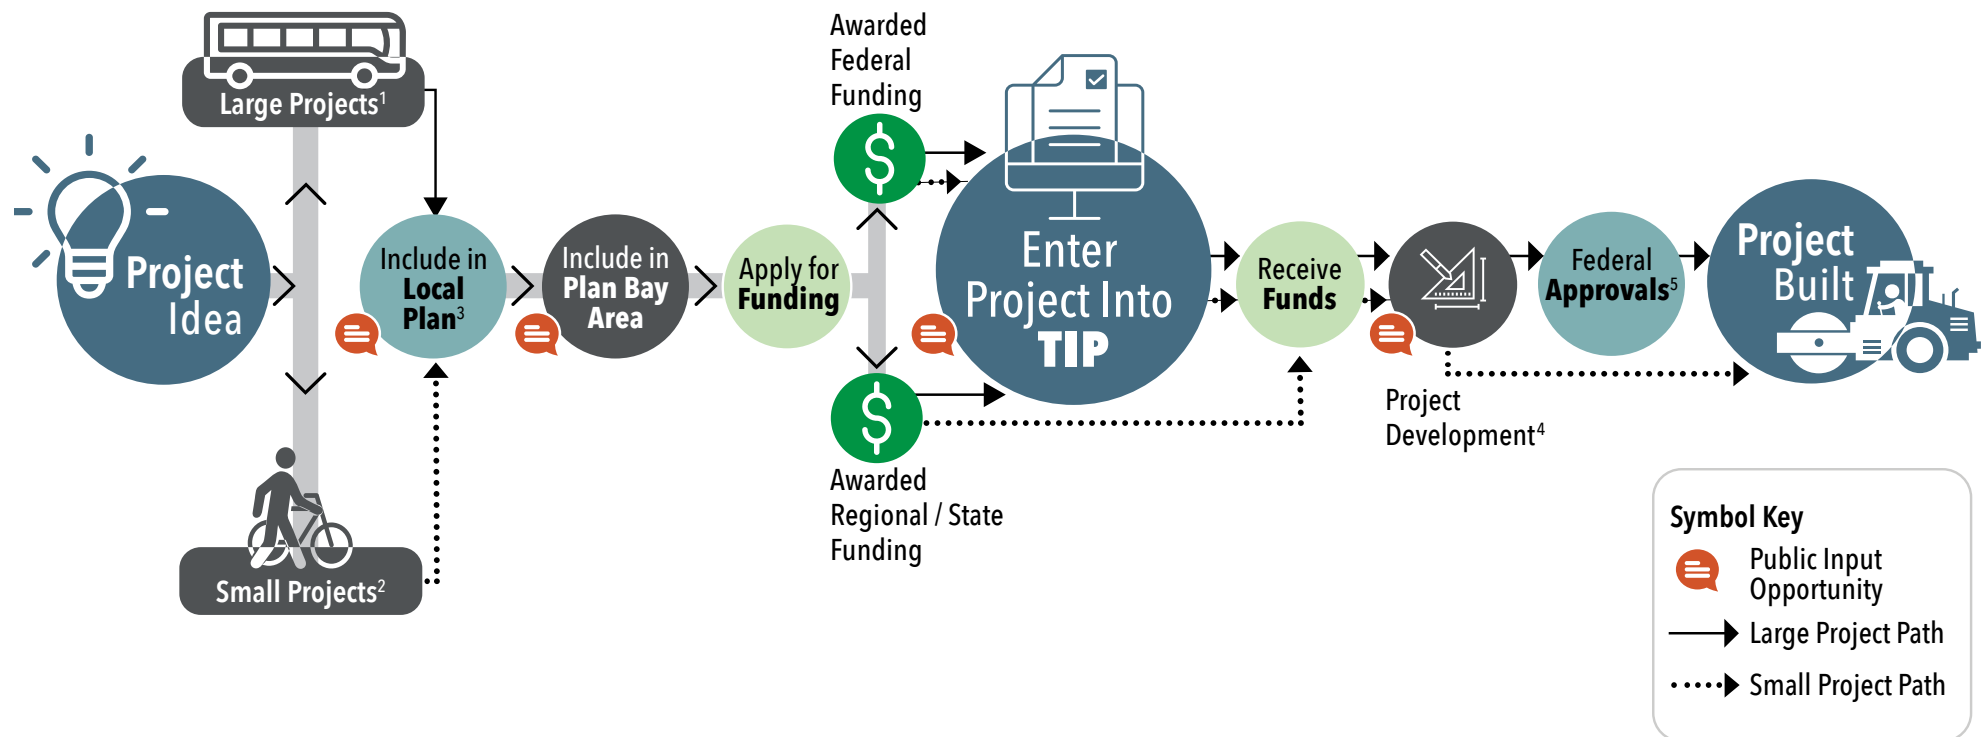 Project
Idea
Large Projects¹
Small Projects²
Include in
Local
Plan³
Include in
Plan Bay
Area
Apply for
Funding
Awarded
Federal
Funding
$
$
Awarded
Regional / State
Funding
Enter
Project Into
TIP
Receive
Funds
Project
Development⁴
Federal
Approvals⁵
Project
Built
Symbol Key
Public Input
Opportunity
Large Project Path
Small Project Path